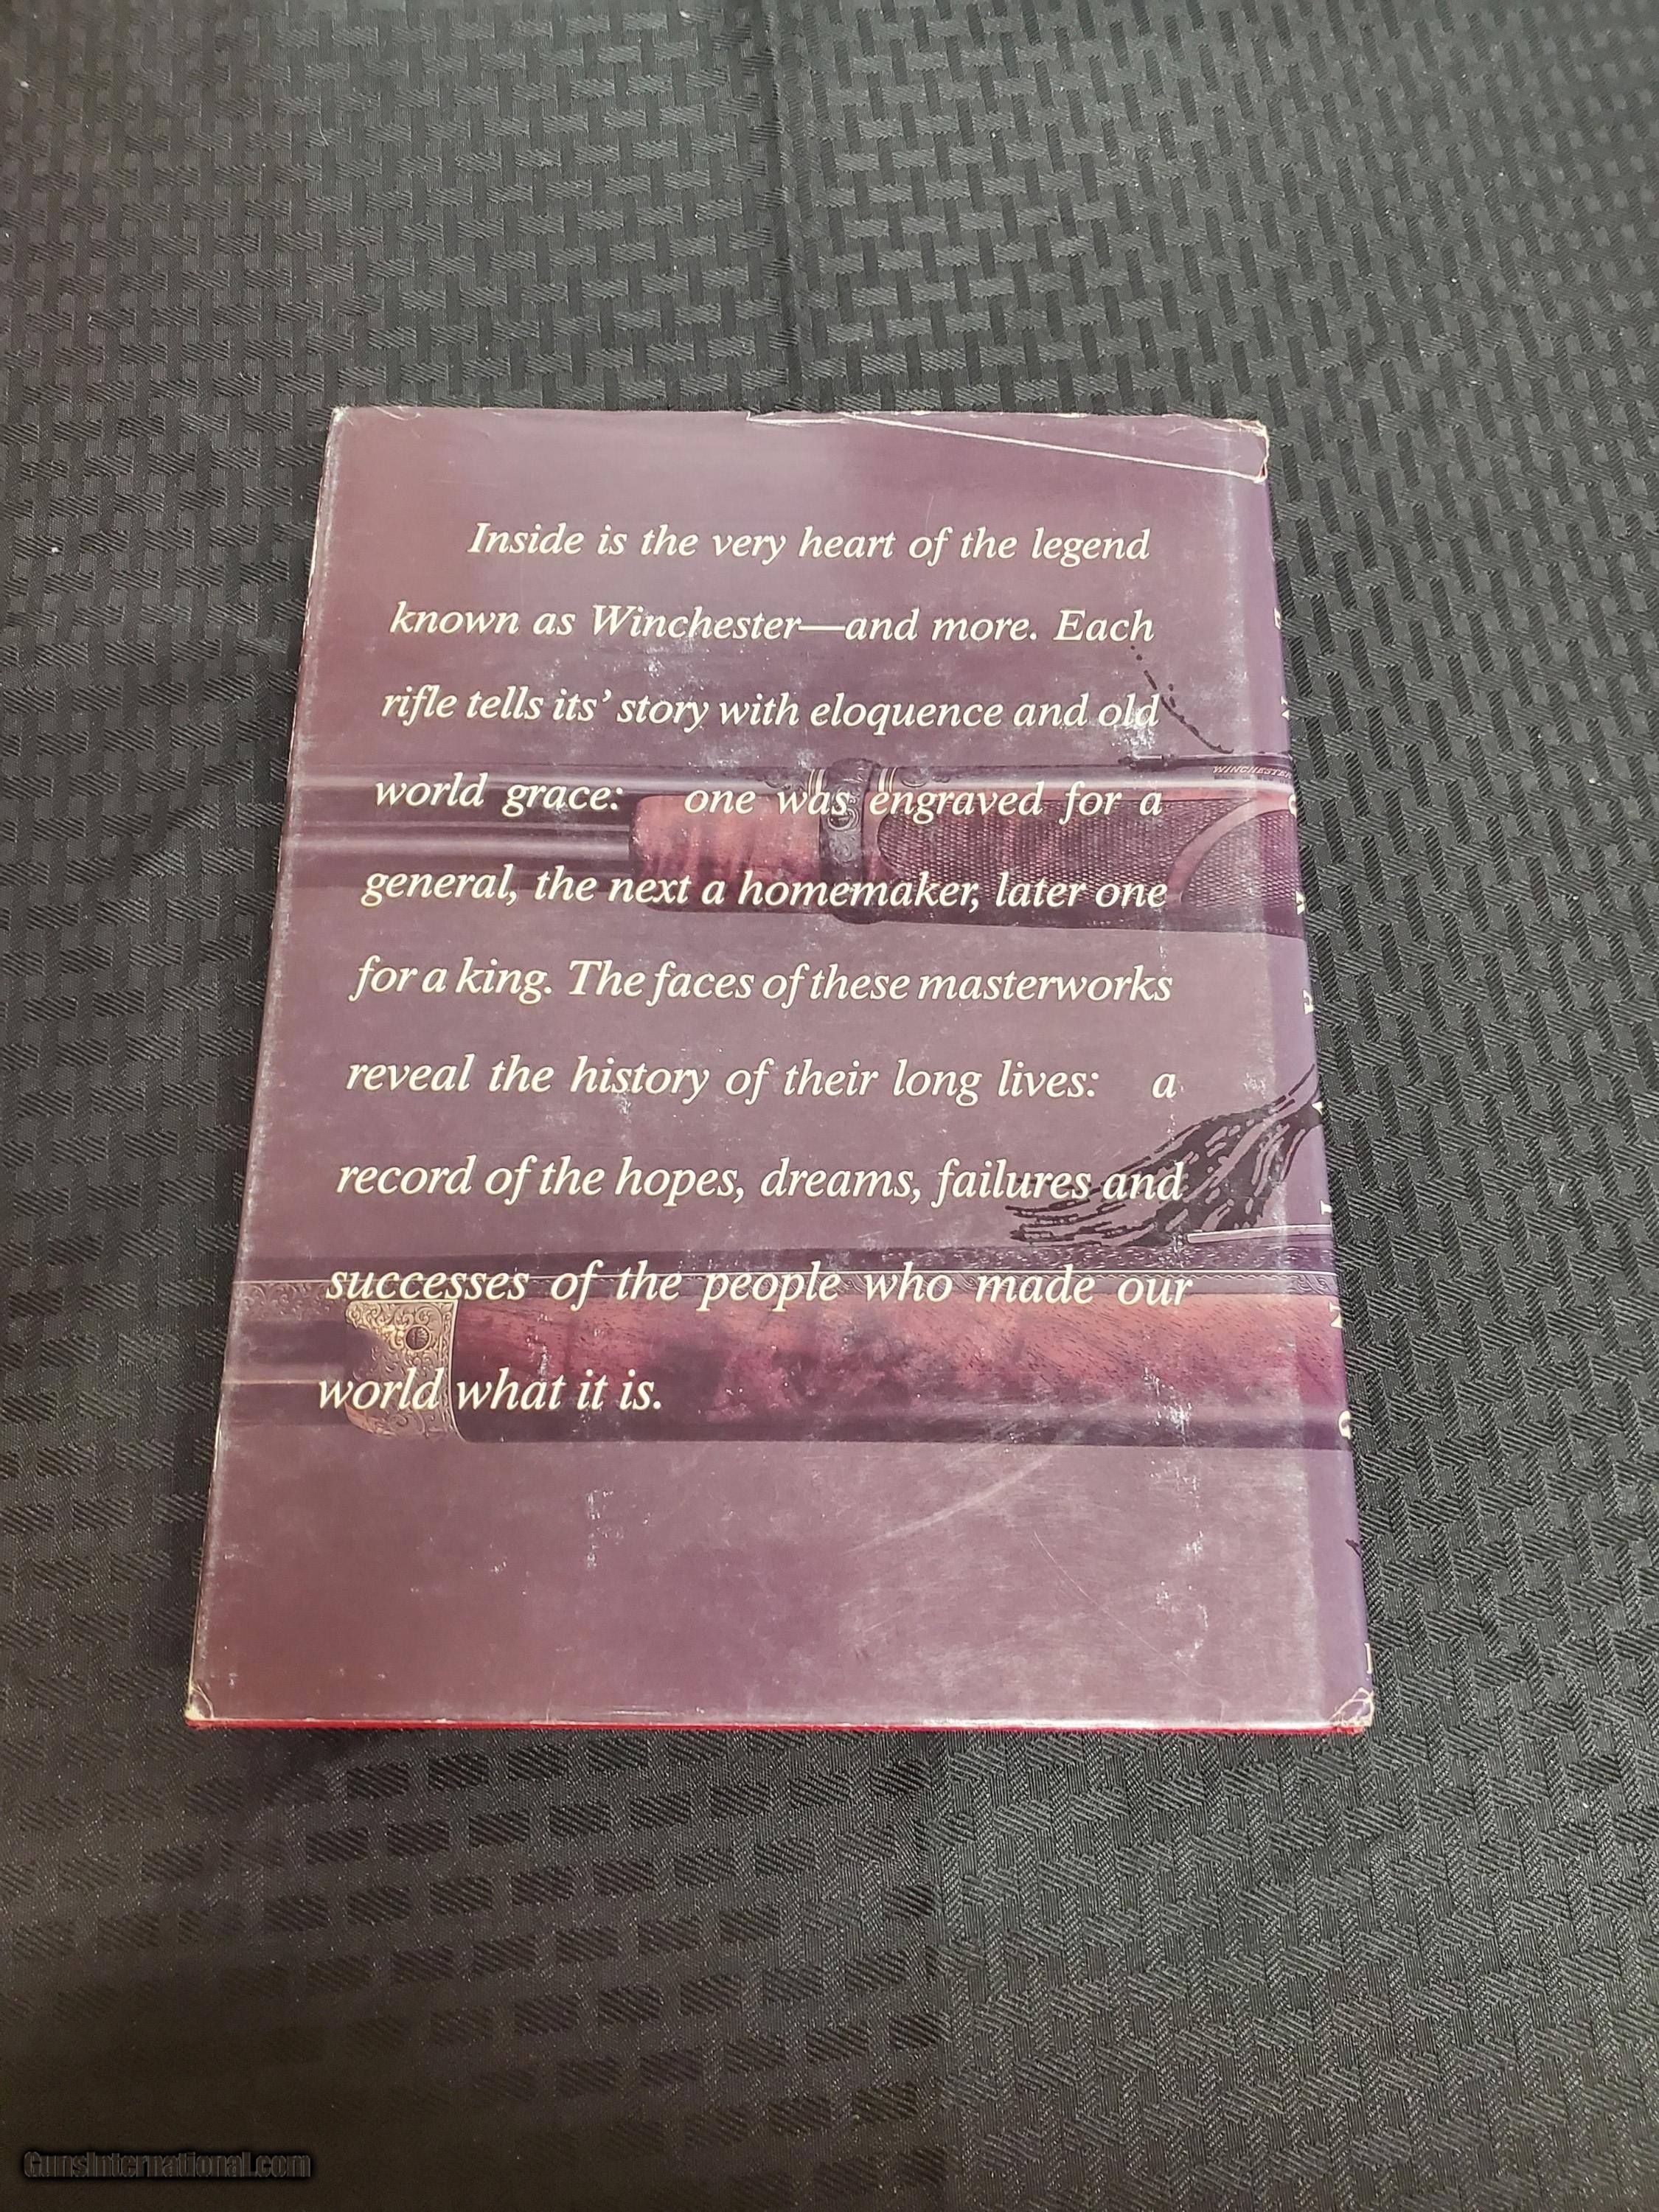 Inside is the very heart of the legend
known as Winchester—and more. Each
rifle tells its' story with eloquence and old
world grace: one was engraved for a
general, the next a homemaker, later one
for a king. The faces of these masterworks
reveal the history of their long lives: a
record of the hopes, dreams, failures and
successes of the people who made our
world what it is.
WINCHESTER
GunsInternational.com